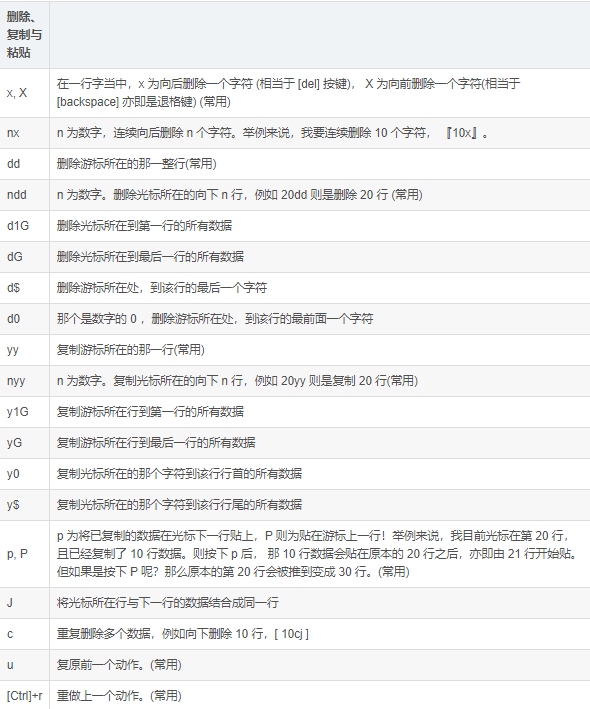 删除、
复制与
粘贴
x, X
在一行字当中，x 为向后删除一个字符 (相当于 [del] 按键)， X 为向前删除一个字符(相当于
[backspace] 亦即是退格键) (常用)
nx
n 为数字，连续向后删除 n 个字符。举例来说，我要连续删除 10 个字符， 『10x』。
dd
删除游标所在的那一整行(常用)
ndd
n 为数字。删除光标所在的向下 n 行，例如 20dd 则是删除 20 行 (常用)
d1G
删除光标所在到第一行的所有数据
dG
删除光标所在到最后一行的所有数据
d$
删除游标所在处，到该行的最后一个字符
d0
那个是数字的 0 ，删除游标所在处，到该行的最前面一个字符
yy
复制游标所在的那一行(常用)
nyy
n 为数字。复制光标所在的向下 n 行，例如 20yy 则是复制 20 行(常用)
y1G
复制游标所在行到第一行的所有数据
yG
复制游标所在行到最后一行的所有数据
y0
复制光标所在的那个字符到该行行首的所有数据
y$
复制光标所在的那个字符到该行行尾的所有数据
p, P
p 为将已复制的数据在光标下一行贴上，P 则为贴在游标上一行！举例来说，我目前光标在第 20 行，
且已经复制了 10 行数据。则按下 p 后， 那 10 行数据会贴在原本的 20 行之后，亦即由 21 行开始贴。
但如果是按下 P 呢？那么原本的第 20 行会被推到变成 30 行。(常用)
J
将光标所在行与下一行的数据结合成同一行
c
重复删除多个数据，例如向下删除 10 行，[ 10cj ]
u
复原前一个动作。(常用)
[Ctrl]+r
重做上一个动作。(常用)